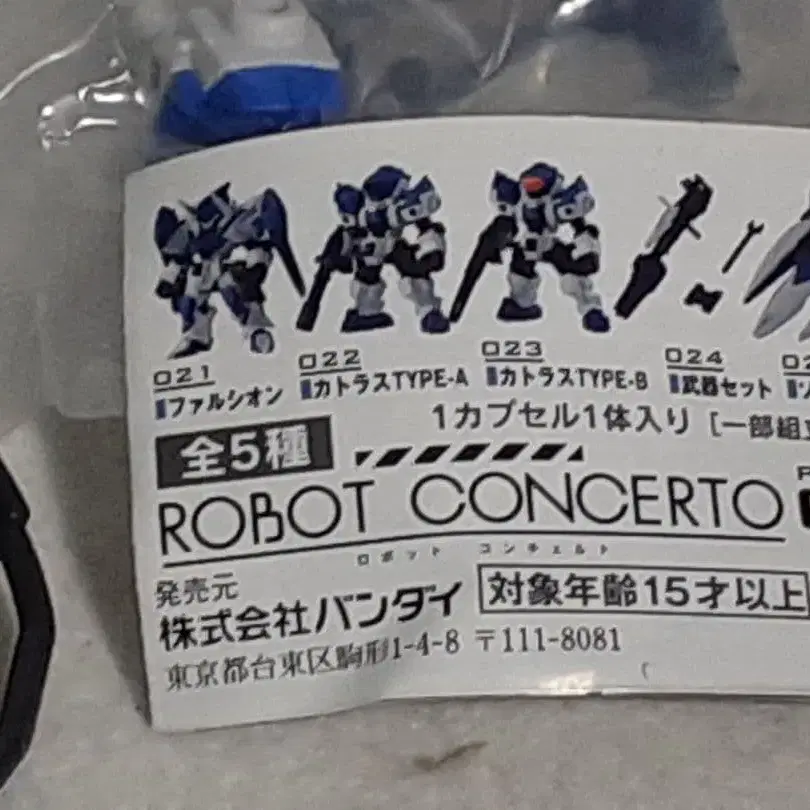 021
ファルシオン
022
カトラスTYPE-A
023
カトラスTYPE-B
024
武器セット
1カプセル1体入り [一部組
全5種
ROBOT CONCERTO
ロボット コンチェルト
発売元
株式会社バンダイ
対象年齢15才以上
東京都台東区駒形1-4-8 〒111-8081